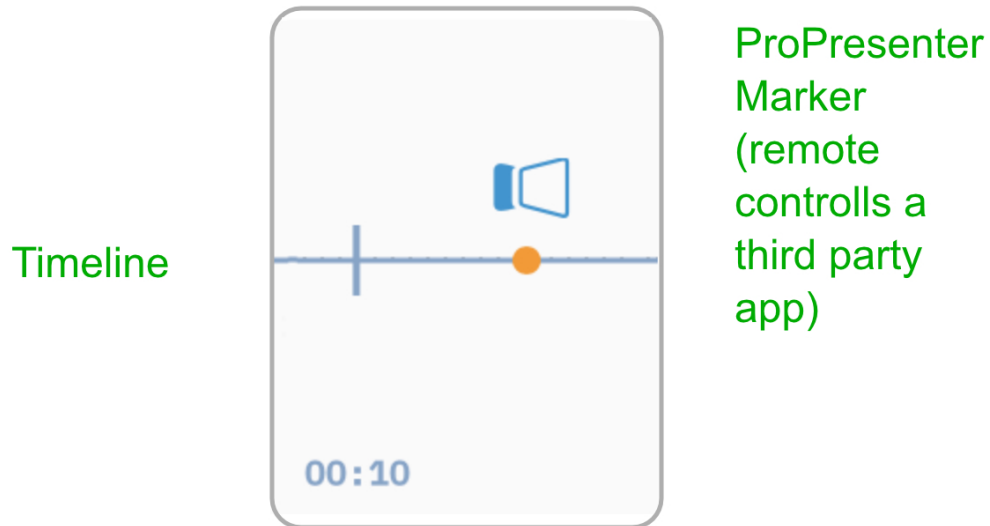 Timeline
00:10
ProPresenter
Marker
(remote
controlls a
third party
app)